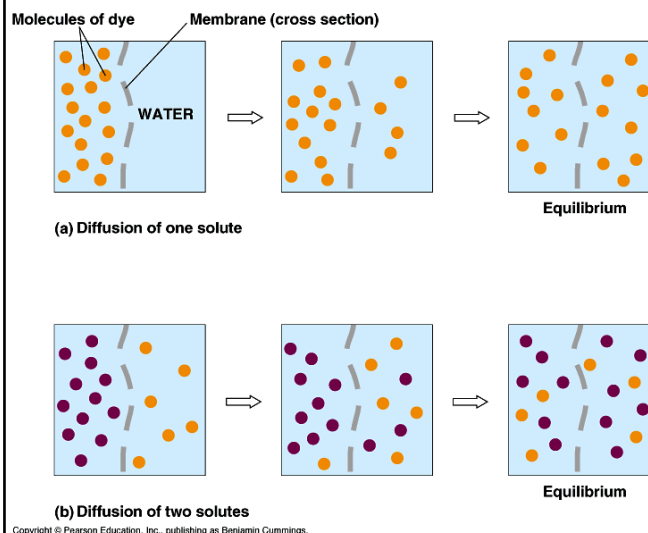 Molecules of dye
Membrane (cross section)
WATER
Equilibrium
(a) Diffusion of one solute
Equilibrium
(b) Diffusion of two solutes
Copyright © Pearson Education, Inc., publishing as Benjamin Cummings.